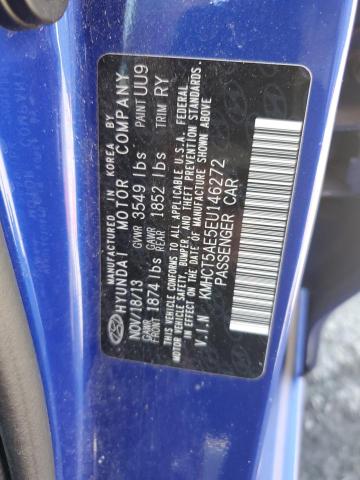 MANUFACTURED IN KOREA BY
HYUNDAI MOTOR COMPANY
NOV/18/13 GVWR 3549 lbs PAINT UU9
GAWR FRONT 1874 lbs GAWR REAR 1852 lbs TRIM RY
THIS VEHICLE CONFORMS TO ALL APPLICABLE U.S.A. FEDERAL
MOTOR VEHICLE SAFETY, BUMPER, AND THEFT PREVENTION STANDARDS
IN EFFECT ON THE DATE OF MANUFACTURE SHOWN ABOVE
V.I.N KMHCT5AE5EU146272
PASSENGER CAR